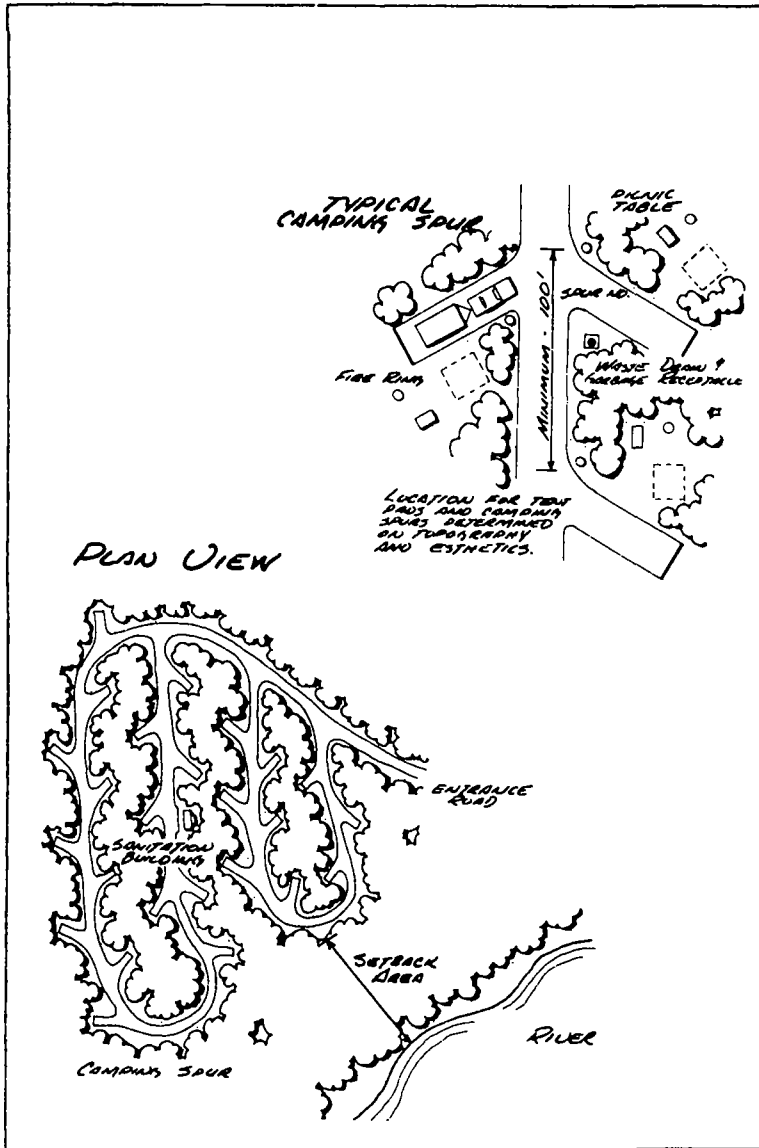 TYPICAL
CAMPING SPUR
PICNIC
TABLE
SPUR NO.
MINIMUM - 100'
FIRE RING
WASTE DRAIN &
GARBAGE RECEPTACLE
LOCATION FOR TENT
PADS AND CAMPING
SPURS DETERMINED
ON TOPOGRAPHY
AND ESTHETICS.
PLAN VIEW
ENTRANCE
ROAD
SANITATION
BUILDING
SETBACK
AREA
RIVER
CAMPING SPUR